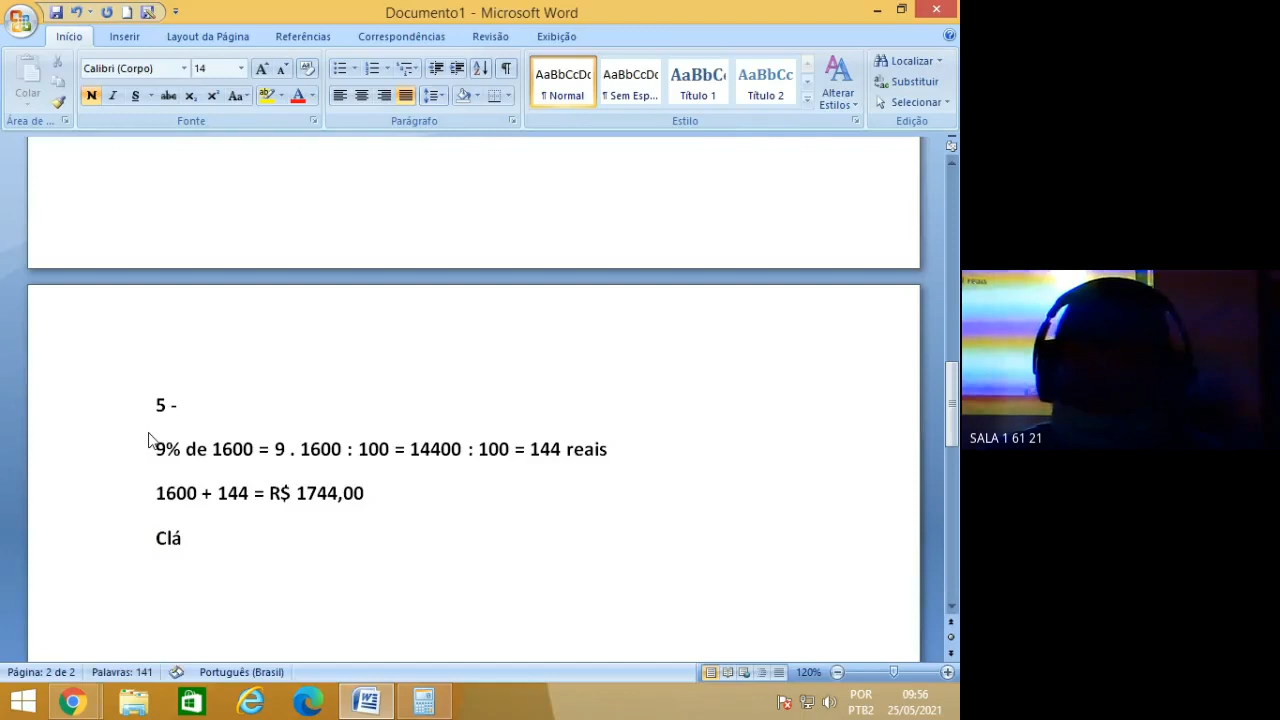 Documento1 - Microsoft Word
Início Inserir Layout da Página Referências Correspondências Revisão Exibição
Colar
Calibri (Corpo) 14
AaBbCcDc AaBbCcDc AaBbC AaBbCc
¶ Normal ¶ Sem Esp... Título 1 Título 2
Alterar Estilos
Localizar
Substituir
Selecionar
Área de ... Fonte Parágrafo Estilo Edição
5 -
9% de 1600 = 9 . 1600 : 100 = 14400 : 100 = 144 reais
1600 + 144 = R$ 1744,00
Clá
reais
SALA 1 61 21
Página: 2 de 2 Palavras: 141 Português (Brasil) 120%
POR 09:56
PTB2 25/05/2021